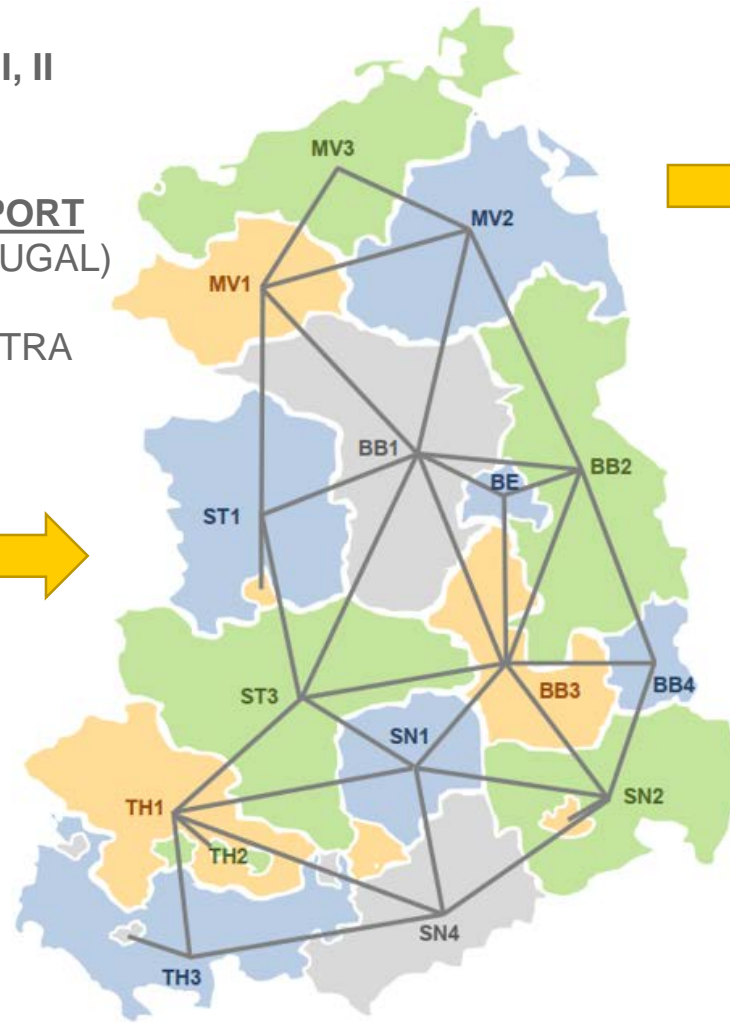 I, II
PORT
UGAL)
TRA
MV3
MV2
MV1
BB1
BE
BB2
ST1
ST3
BB3
BB4
SN1
SN2
TH1
TH2
SN4
TH3